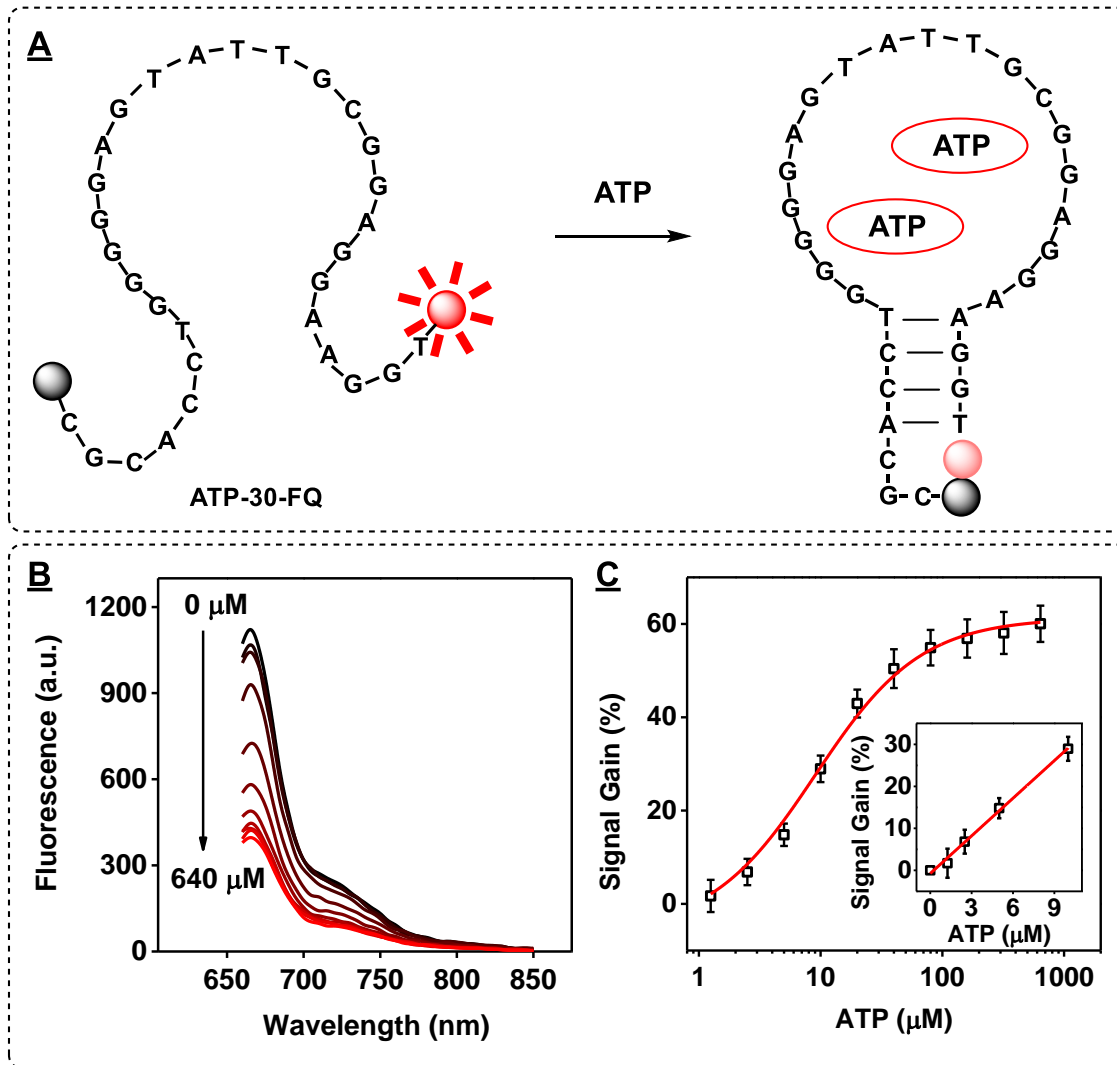 A
C G C A C C T G G G G G A G T A T T G C G G A G G A A G G T
ATP-30-FQ
ATP
C G C A C C T G G G G G A G T A T T G C G G A G G A A G G T
ATP
ATP
B
0 μM
640 μM
1200
900
600
300
0
Fluorescence (a.u.)
650 700 750 800 850
Wavelength (nm)
C
60
40
20
0
Signal Gain (%)
1 10 100 1000
ATP (μM)
30
20
10
0
Signal Gain (%)
0 3 6 9
ATP (μM)